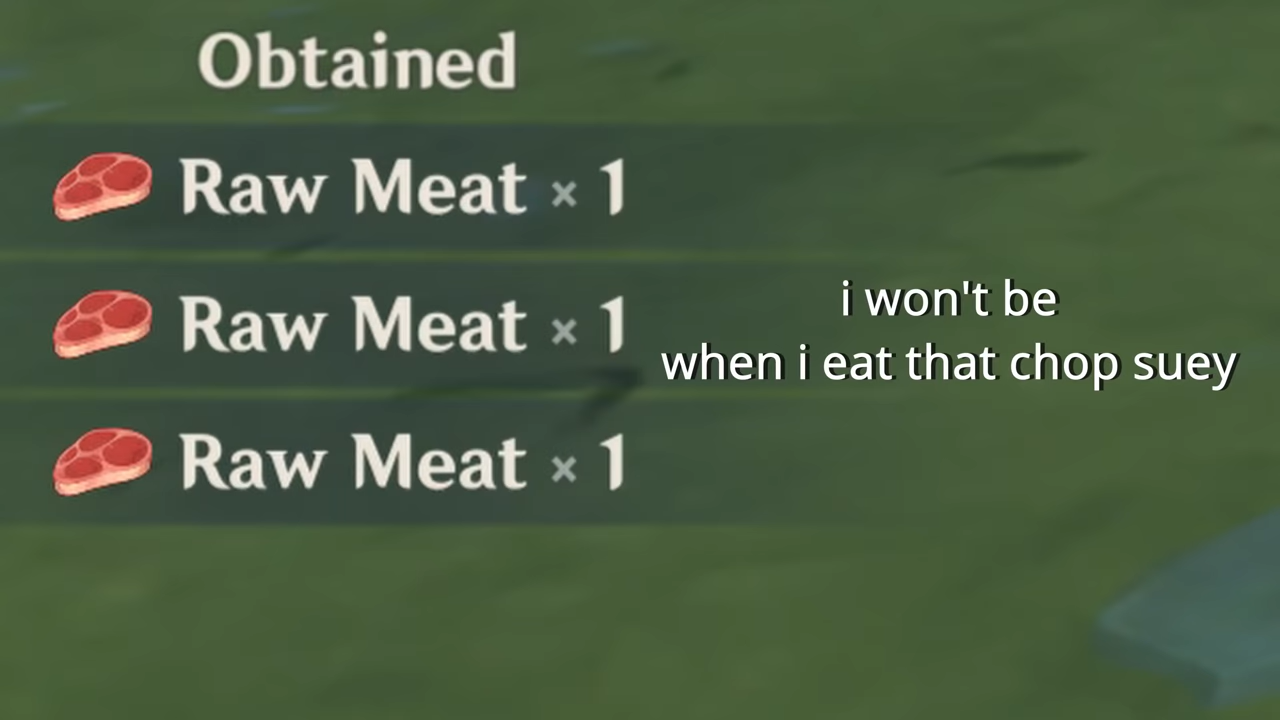 Obtained
Raw Meat × 1
Raw Meat × 1
Raw Meat × 1
i won't be
when i eat that chop suey